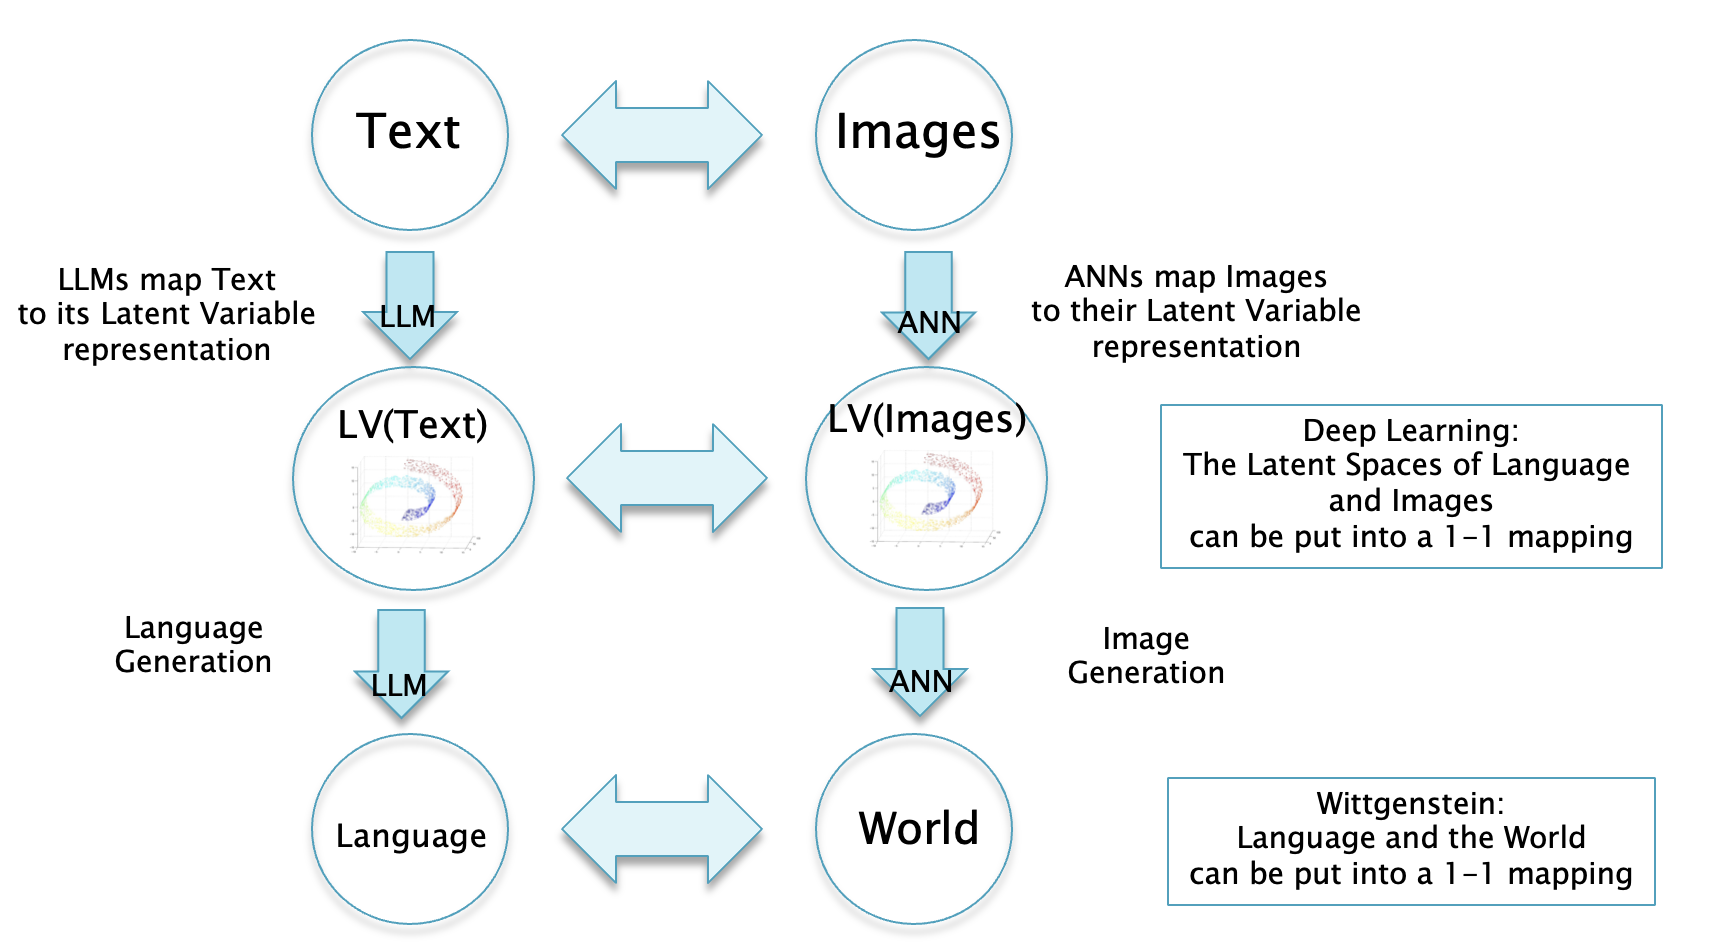 Text
Images
LLMs map Text
to its Latent Variable
representation
LLM
ANN
ANNs map Images
to their Latent Variable
representation
LV(Text)
LV(Images)
Deep Learning:
The Latent Spaces of Language
and Images
can be put into a 1-1 mapping
Language
Generation
LLM
ANN
Image
Generation
Language
World
Wittgenstein:
Language and the World
can be put into a 1-1 mapping